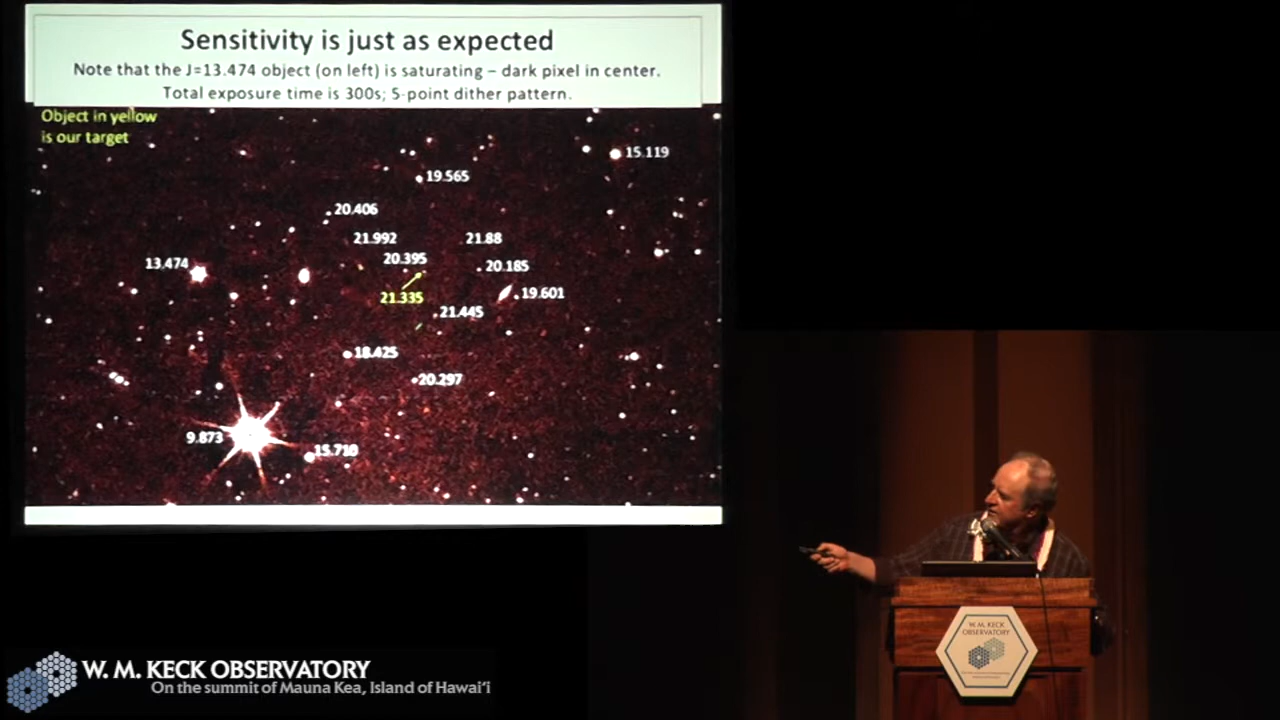 Sensitivity is just as expected
Note that the J=13.474 object (on left) is saturating – dark pixel in center.
Total exposure time is 300s; 5-point dither pattern.
Object in yellow
is our target
15.119
19.565
20.406
21.992
21.88
13.474
20.395
20.185
21.335
19.601
21.445
18.425
20.297
9.873
15.710
W. M. KECK
OBSERVATORY
W. M. KECK OBSERVATORY
On the summit of Mauna Kea, Island of Hawai‘i